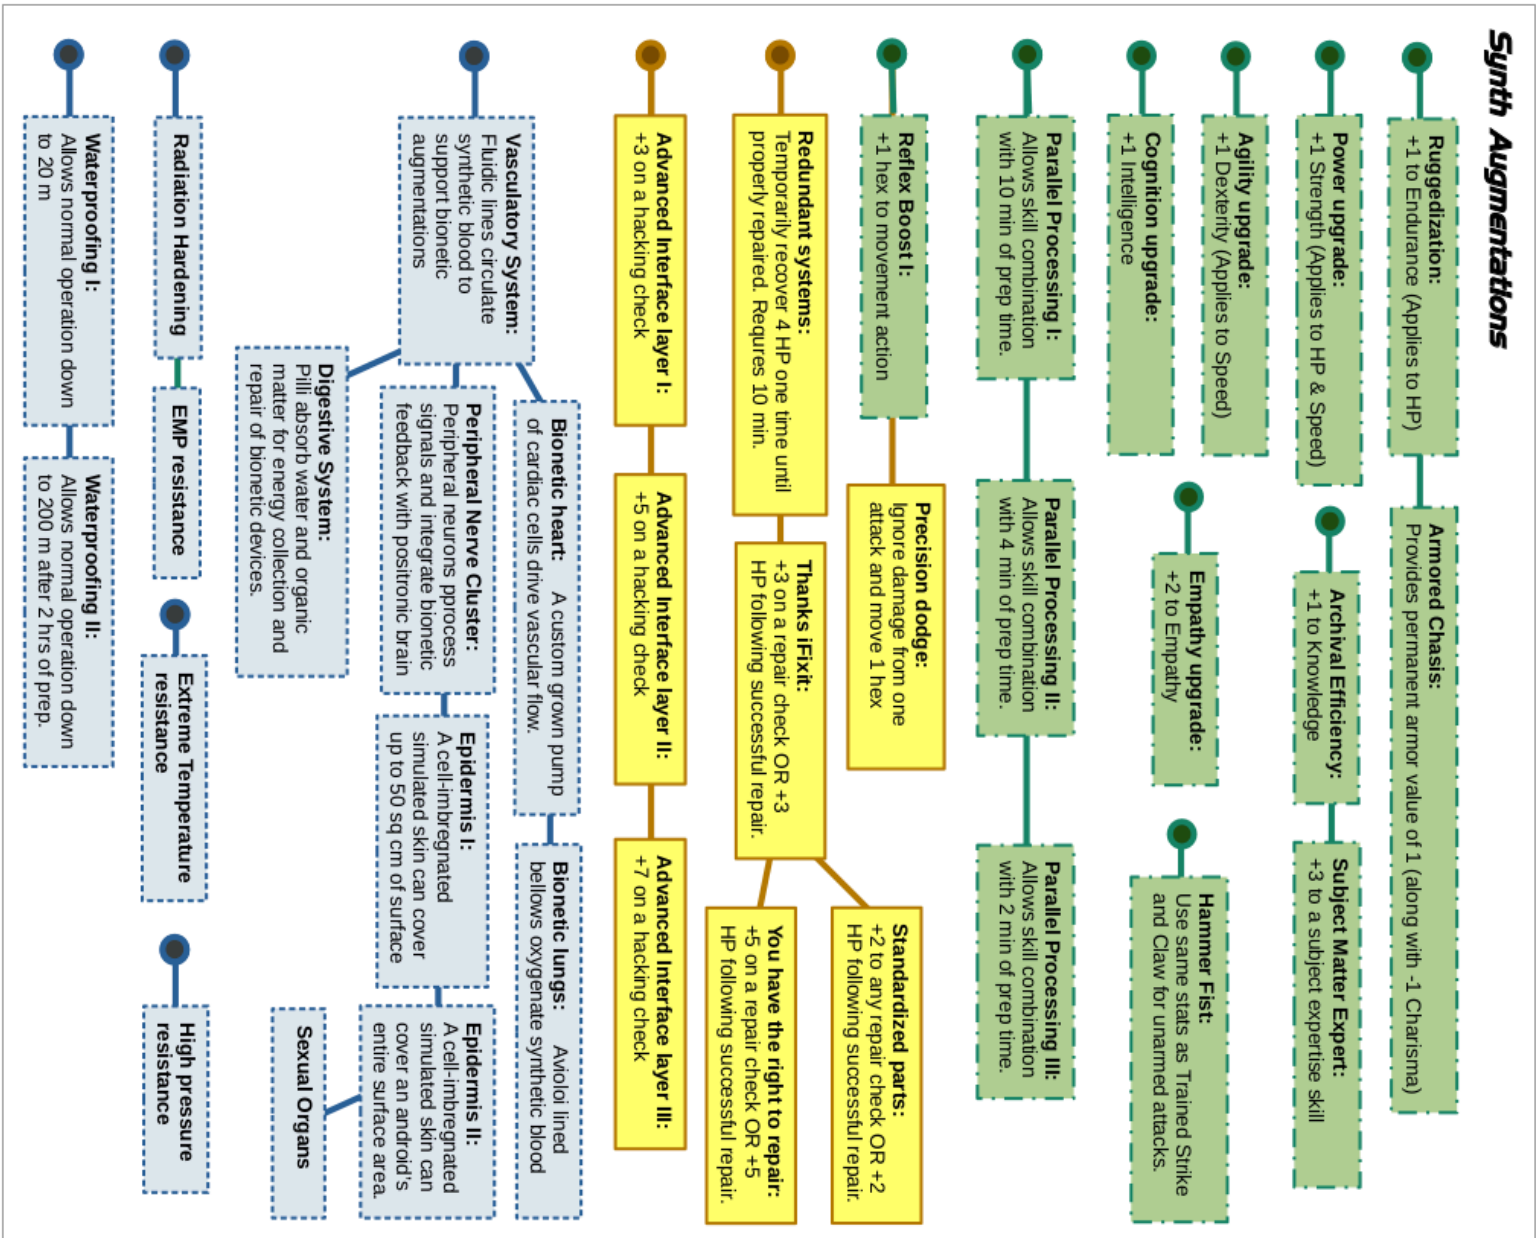 Synth Augmentations
Ruggedization:
+1 to Endurance (Applies to HP)
Armored Chasis:
Provides permanent armor value of 1 (along with -1 Charisma)
Power upgrade:
+1 Strength (Applies to HP & Speed)
Archival Efficiency:
+1 to Knowledge
Subject Matter Expert:
+3 to a subject expertise skill
Agility upgrade:
+1 Dexterity (Applies to Speed)
Empathy upgrade:
+2 to Empathy
Hammer Fist:
Use same stats as Trained Strike
and Claw for unarmed attacks.
Cognition upgrade:
+1 Intelligence
Parallel Processing I:
Allows skill combination
with 10 min of prep time.
Parallel Processing II:
Allows skill combination
with 4 min of prep time.
Parallel Processing III:
Allows skill combination
with 2 min of prep time.
Reflex Boost I:
+1 hex to movement action
Precision dodge:
Ignore damage from one
attack and move 1 hex
Redundant systems:
Temporarily recover 4 HP one time until
properly repaired. Requres 10 min.
Thanks iFixit:
+3 on a repair check OR +3
HP following successful repair.
Standardized parts:
+2 to any repair check OR +2
HP following successful repair.
You have the right to repair:
+5 on a repair check OR +5
HP following successful repair.
Advanced Interface layer I:
+3 on a hacking check
Advanced Interface layer II:
+5 on a hacking check
Advanced Interface layer III:
+7 on a hacking check
Vasculatory System:
Fluidic lines circulate
synthetic blood to
support bionetic
augmentations
Bionetic heart: A custom grown pump
of cardiac cells drive vascular flow.
Bionetic lungs: Avioloi lined
bellows oxygenate synthetic blood
Peripheral Nerve Cluster:
Peripheral neurons pprocess
signals and integrate bionetic
feedback with positronic brain
Epidermis I:
A cell-imbregnated
simulated skin can cover
up to 50 sq cm of surface
Epidermis II:
A cell-imbregnated
simulated skin can
cover an android's
entire surface area.
Sexual Organs
Digestive System:
Pilli absorb water and organic
matter for energy collection and
repair of bionetic devices.
Radiation Hardening
EMP resistance
Extreme Temperature
resistance
High pressure
resistance
Waterproofing I:
Allows normal operation down
to 20 m
Waterproofing II:
Allows normal operation down
to 200 m after 2 hrs of prep.